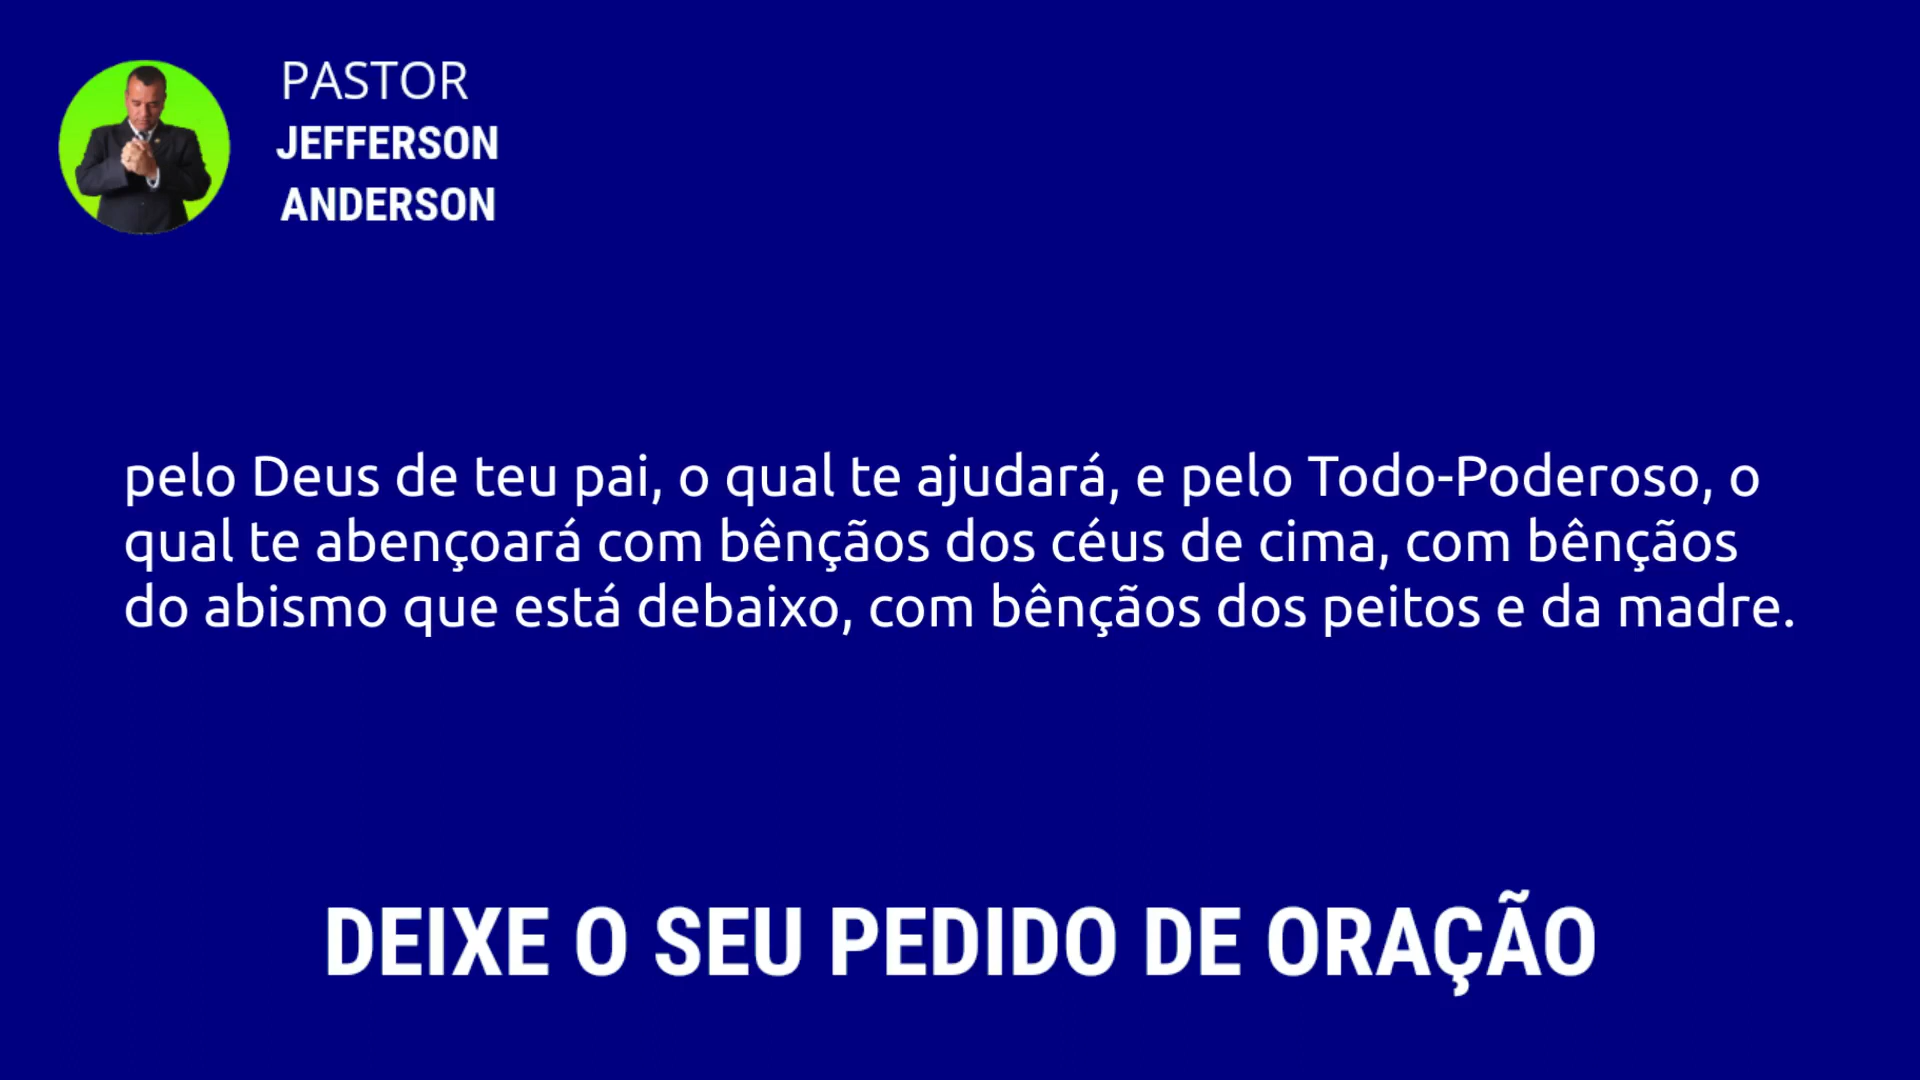 PASTOR
JEFFERSON
ANDERSON
pelo Deus de teu pai, o qual te ajudará, e pelo Todo-Poderoso, o
qual te abençoará com bênçãos dos céus de cima, com bênçãos
do abismo que está debaixo, com bênçãos dos peitos e da madre.
DEIXE O SEU PEDIDO DE ORAÇÃO